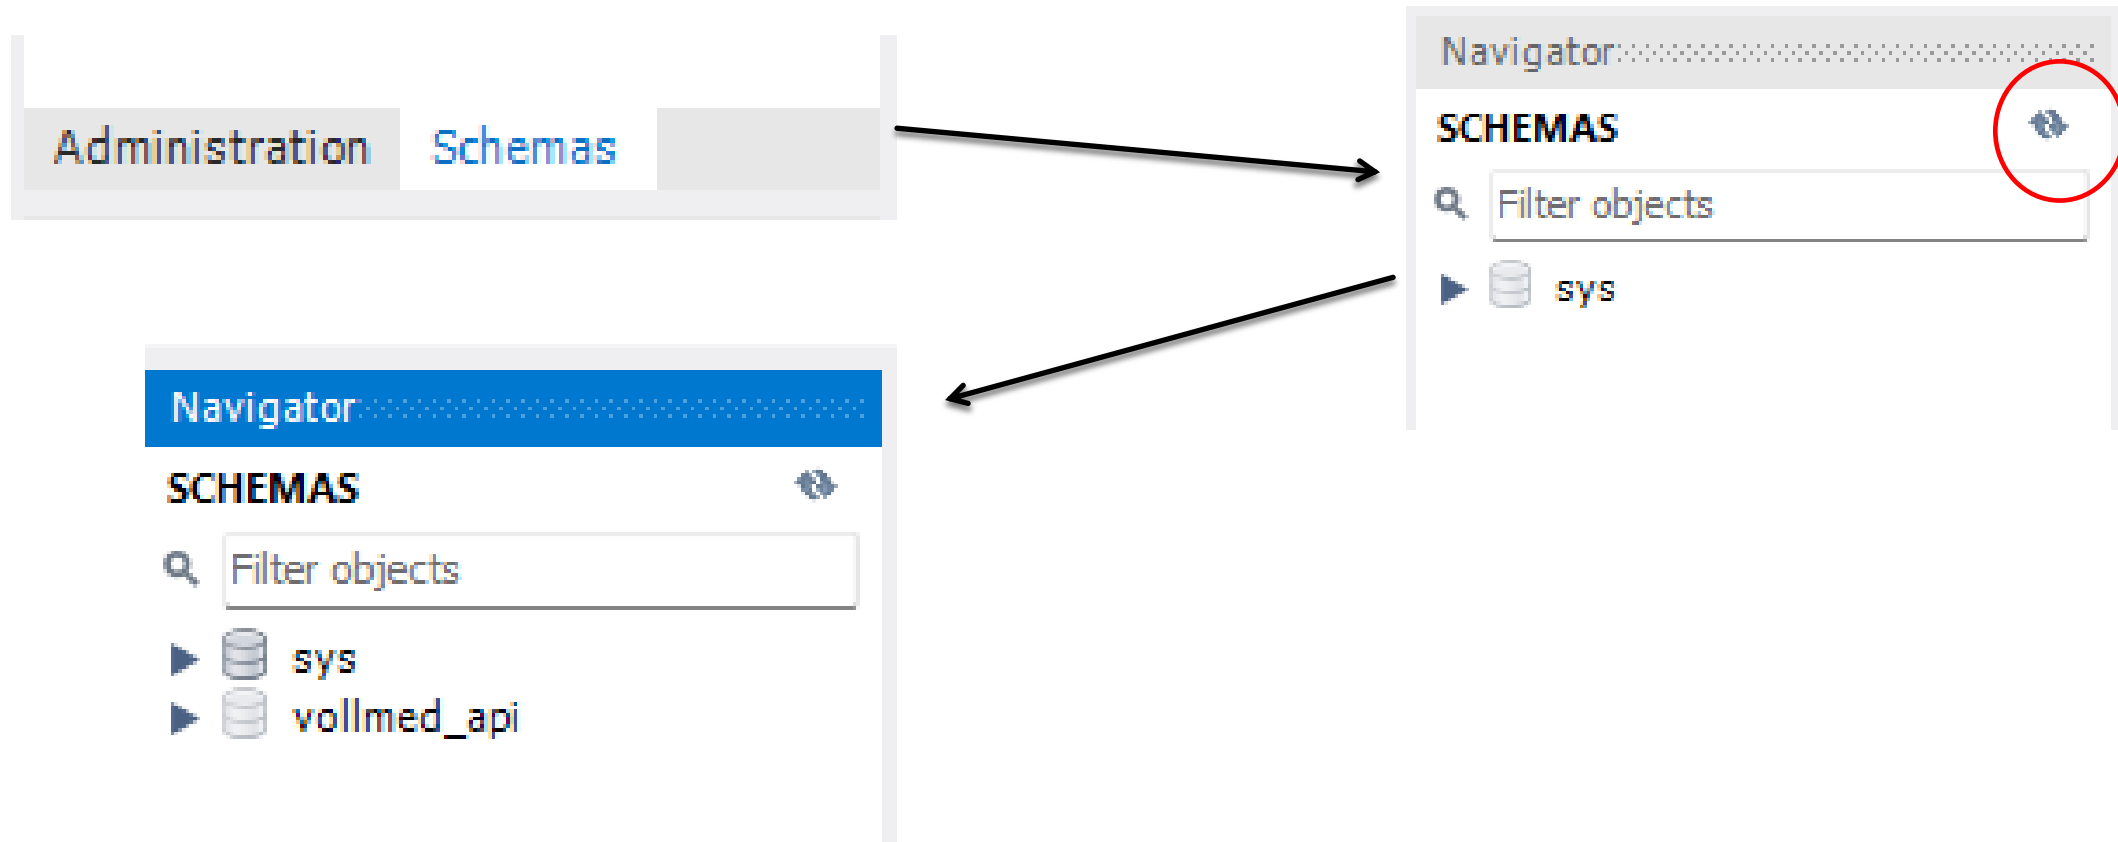 Administration Schemas
Navigator
SCHEMAS
Filter objects
sys
Navigator
SCHEMAS
Filter objects
sys
vollmed_api